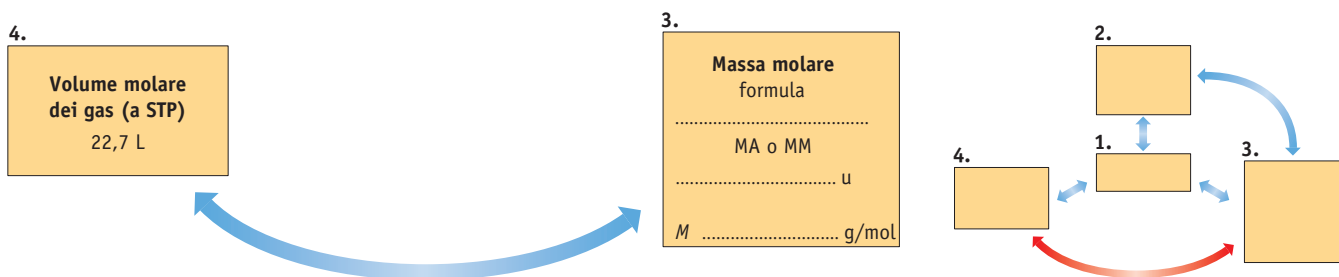 4.
Volume molare
dei gas (a STP)
22,7 L
3.
Massa molare
formula
.......................................
MA o MM
................................ u
M ............................ g/mol
2.
1.
4.
3.